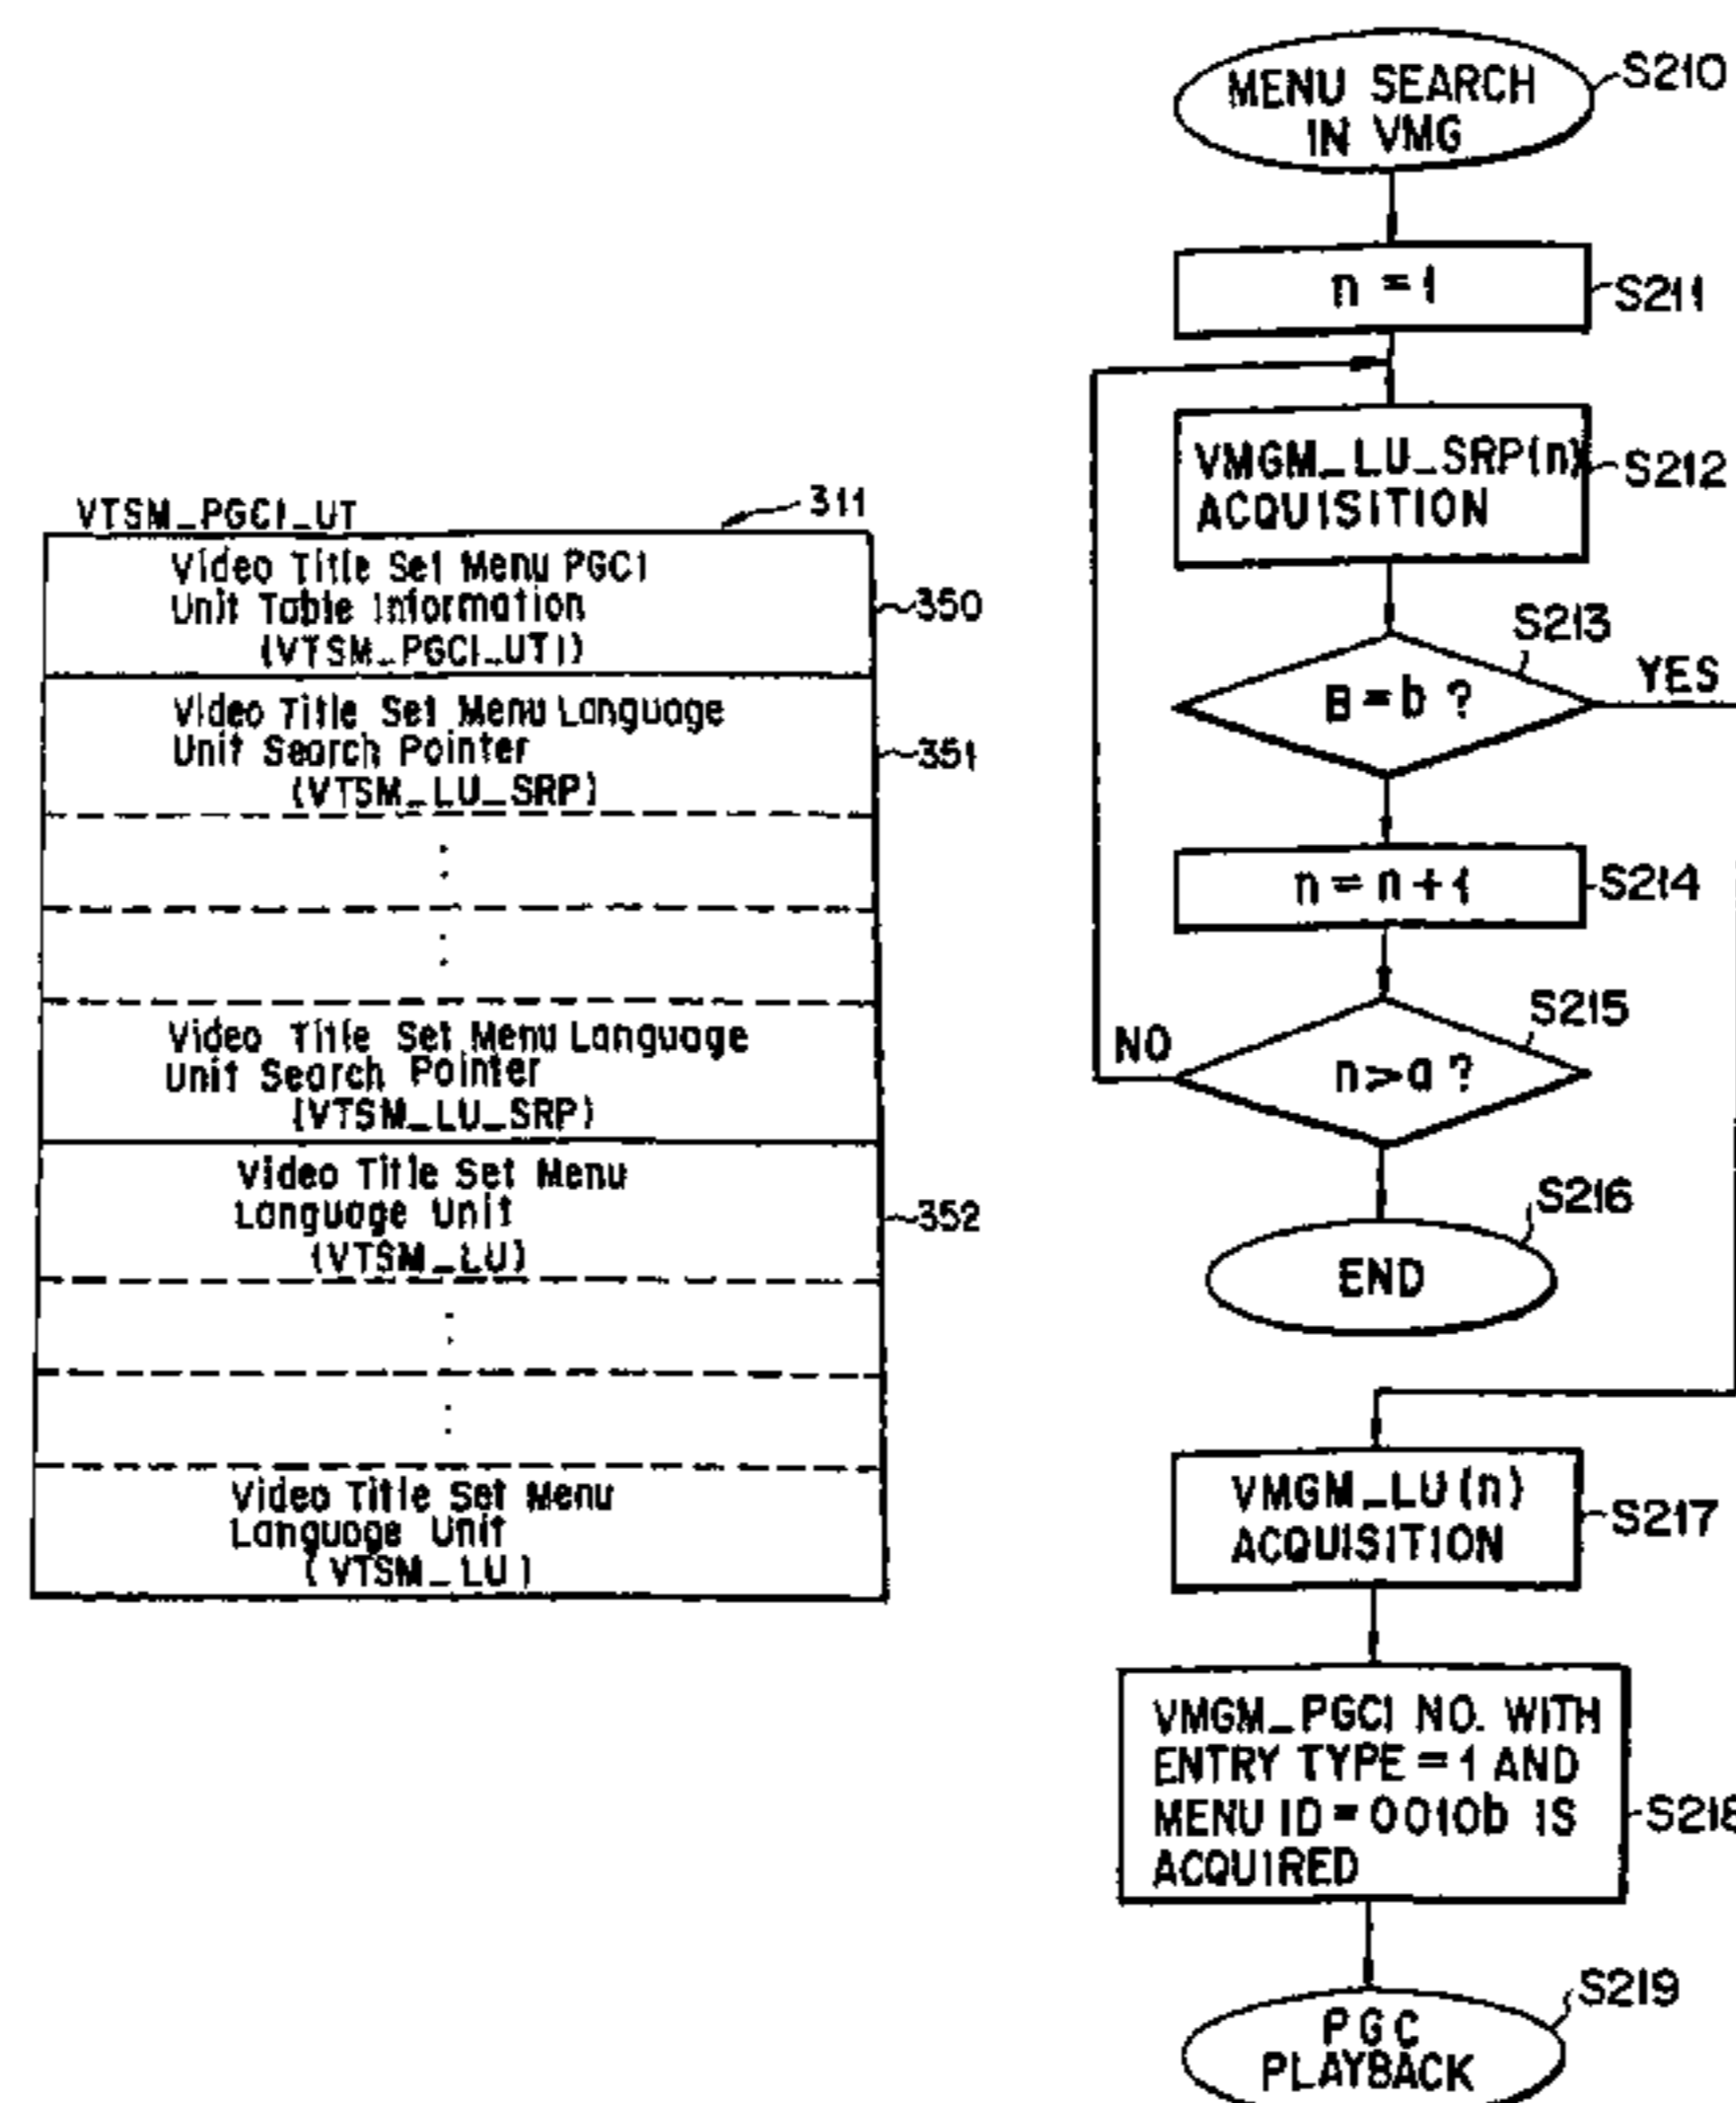 VTSM_PGCI_UT
311
Video Title Set Menu PGCI
Unit Table Information
(VTSM_PGCI_UTI)
350
Video Title Set Menu Language
Unit Search Pointer
(VTSM_LU_SRP)
351
Video Title Set Menu Language
Unit Search Pointer
(VTSM_LU_SRP)
Video Title Set Menu
Language Unit
(VTSM_LU)
352
Video Title Set Menu
Language Unit
(VTSM_LU)
MENU SEARCH
IN VMG
S210
n = 1
S211
VMGM_LU_SRP(n)
ACQUISITION
S212
S213
B = b ?
YES
n = n + 1
S214
S215
NO
n > a ?
S216
END
VMGM_LU (n)
ACQUISITION
S217
VMGM_PGCI NO. WITH
ENTRY TYPE = 1 AND
MENU ID = 0010b IS
ACQUIRED
S218
S219
PGC
PLAYBACK